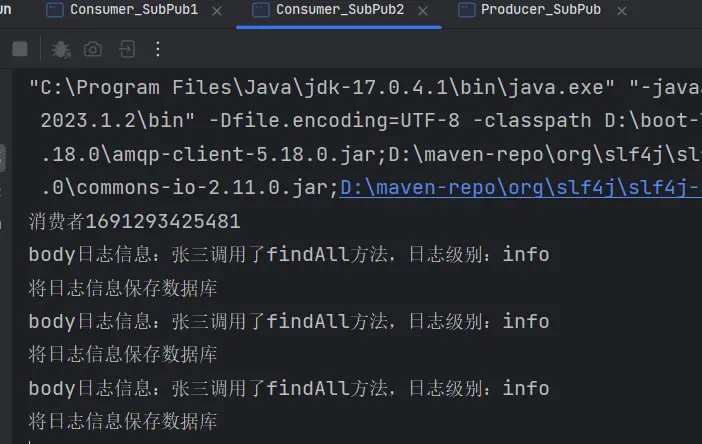 un Consumer_SubPub1 Consumer_SubPub2 Producer_SubPub
"C:\Program Files\Java\jdk-17.0.4.1\bin\java.exe" "-javaa
2023.1.2\bin" -Dfile.encoding=UTF-8 -classpath D:\boot-
.18.0\amqp-client-5.18.0.jar;D:\maven-repo\org\slf4j\sl
.0\commons-io-2.11.0.jar;D:\maven-repo\org\slf4j\slf4j-
消费者1691293425481
body日志信息：张三调用了findAll方法，日志级别：info
将日志信息保存数据库
body日志信息：张三调用了findAll方法，日志级别：info
将日志信息保存数据库
body日志信息：张三调用了findAll方法，日志级别：info
将日志信息保存数据库